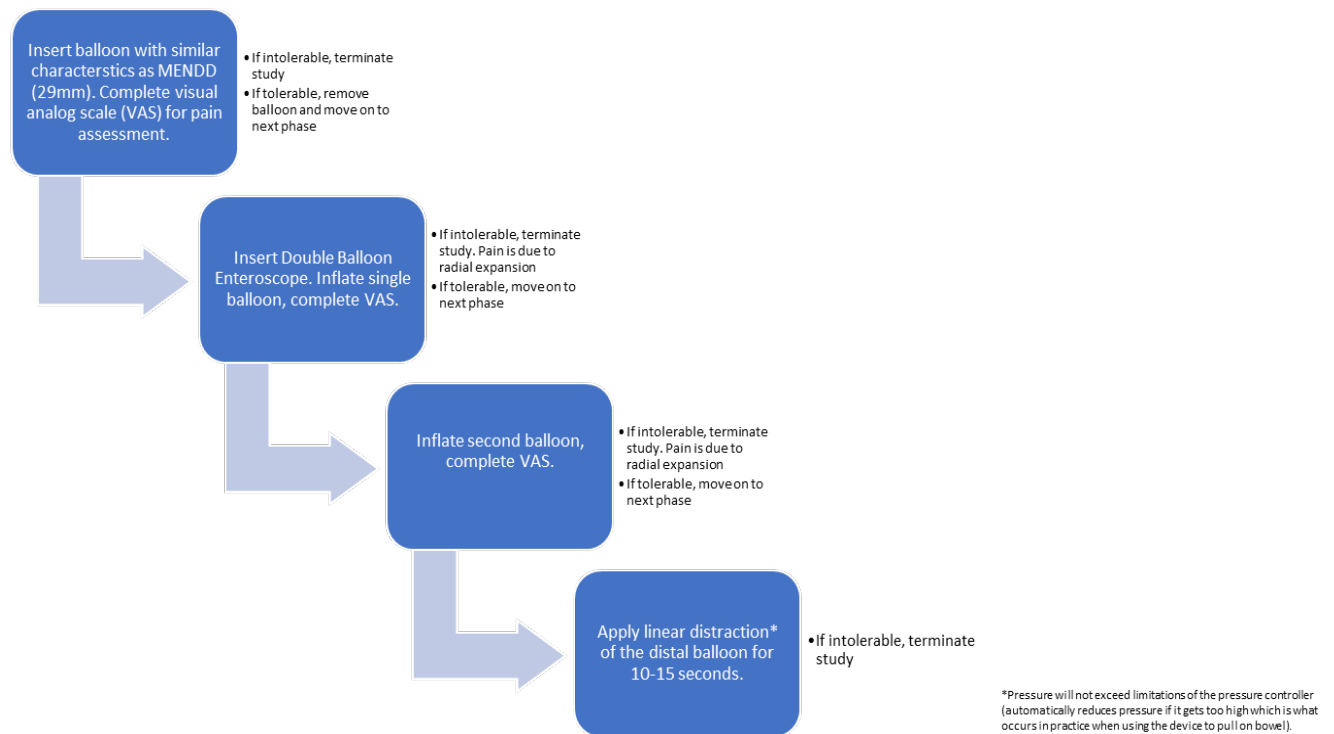 Insert balloon with similar
characterstics as MENDD
(29mm). Complete visual
analog scale (VAS) for pain
assessment.
• If intolerable, terminate
study
• If tolerable, remove
balloon and move on to
next phase
Insert Double Balloon
Enteroscope. Inflate single
balloon, complete VAS.
• If intolerable, terminate
study. Pain is due to
radial expansion
• If tolerable, move on to
next phase
Inflate second balloon,
complete VAS.
• If intolerable, terminate
study. Pain is due to
radial expansion
• If tolerable, move on to
next phase
Apply linear distraction*
of the distal balloon for
10-15 seconds.
• If intolerable, terminate
study
*Pressure will not exceed limitations of the pressure controller
(automatically reduces pressure if it gets too high which is what
occurs in practice when using the device to pull on bowel).